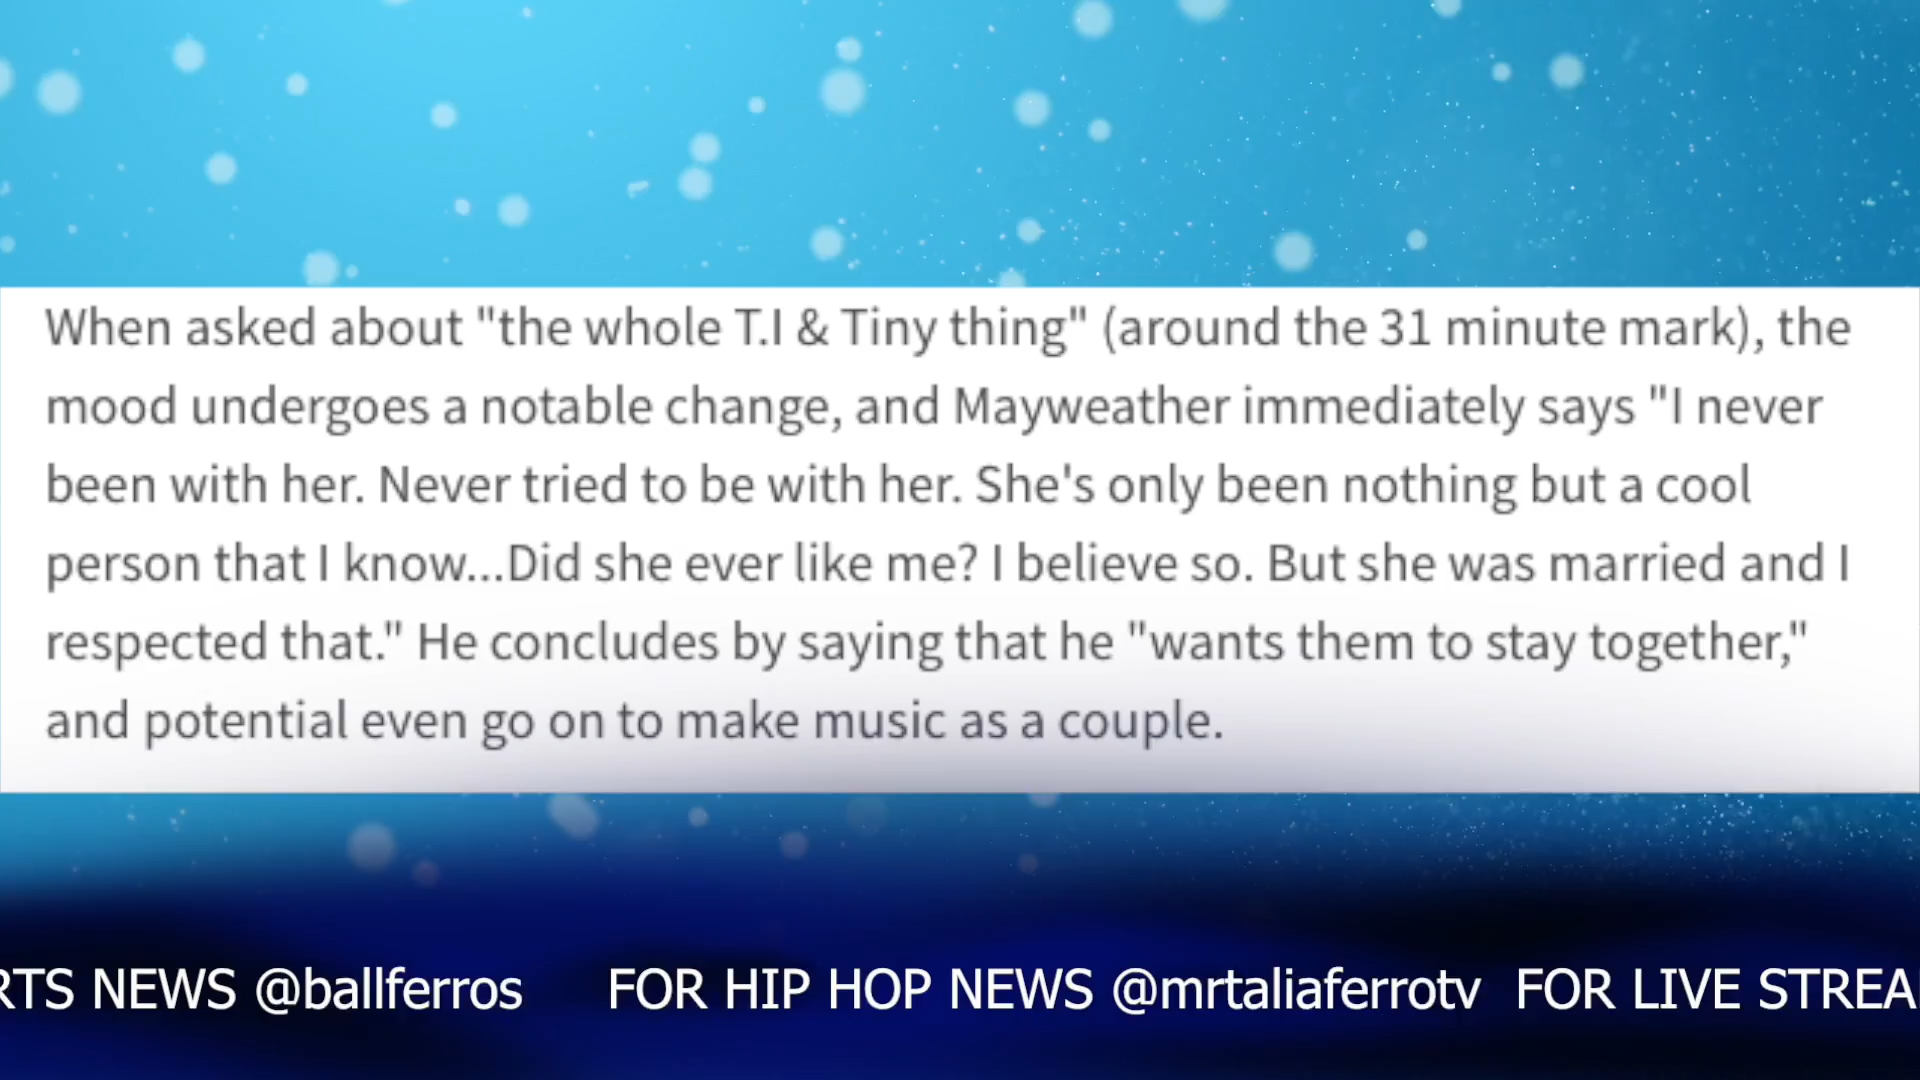 When asked about "the whole T.I & Tiny thing" (around the 31 minute mark), the
mood undergoes a notable change, and Mayweather immediately says "I never
been with her. Never tried to be with her. She's only been nothing but a cool
person that I know...Did she ever like me? I believe so. But she was married and I
respected that." He concludes by saying that he "wants them to stay together,"
and potential even go on to make music as a couple.
RTS NEWS @ballferros FOR HIP HOP NEWS @mrtaliaferrotv FOR LIVE STREA